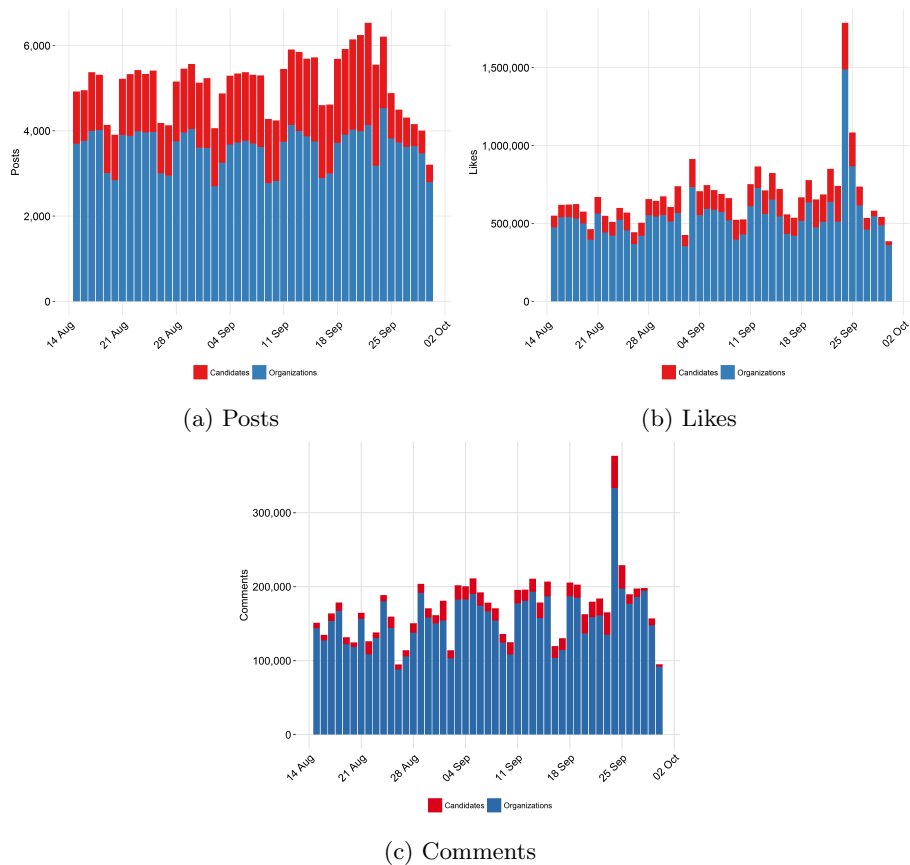 6,000
4,000
2,000
0
Posts
14 Aug
21 Aug
28 Aug
04 Sep
11 Sep
18 Sep
25 Sep
02 Oct
Candidates Organizations
(a) Posts
1,500,000
1,000,000
500,000
0
Likes
14 Aug
21 Aug
28 Aug
04 Sep
11 Sep
18 Sep
25 Sep
02 Oct
Candidates Organizations
(b) Likes
300,000
200,000
100,000
0
Comments
14 Aug
21 Aug
28 Aug
04 Sep
11 Sep
18 Sep
25 Sep
02 Oct
Candidates Organizations
(c) Comments